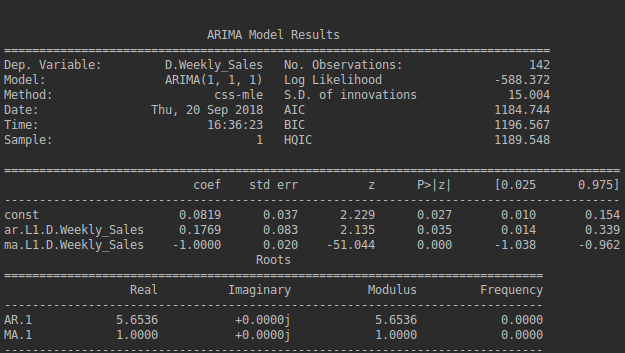 ARIMA Model Results
==============================================================================
Dep. Variable: D.Weekly_Sales No. Observations: 142
Model: ARIMA(1, 1, 1) Log Likelihood -588.372
Method: css-mle S.D. of innovations 15.004
Date: Thu, 20 Sep 2018 AIC 1184.744
Time: 16:36:23 BIC 1196.567
Sample: 1 HQIC 1189.548
========================================================================================
coef std err z P>|z| [0.025 0.975]
----------------------------------------------------------------------------------------
const 0.0819 0.037 2.229 0.027 0.010 0.154
ar.L1.D.Weekly_Sales 0.1769 0.083 2.135 0.035 0.014 0.339
ma.L1.D.Weekly_Sales -1.0000 0.020 -51.044 0.000 -1.038 -0.962
Roots
=============================================================================
Real Imaginary Modulus Frequency
-----------------------------------------------------------------------------
AR.1 5.6536 +0.0000j 5.6536 0.0000
MA.1 1.0000 +0.0000j 1.0000 0.0000
-----------------------------------------------------------------------------